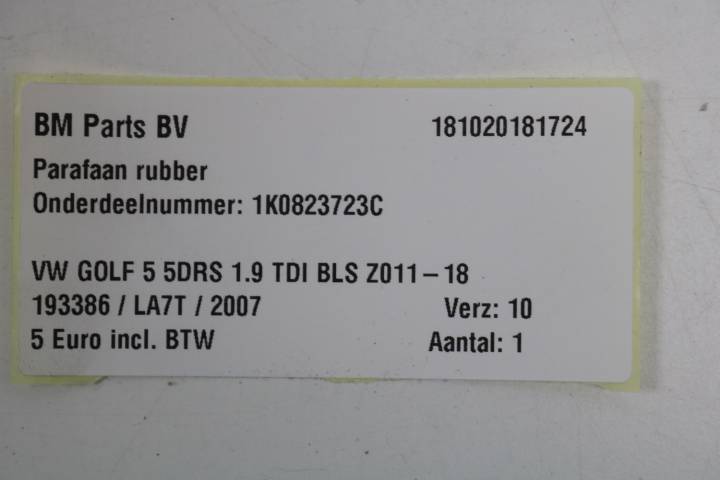 BM Parts BV 181020181724
Parafaan rubber
Onderdeelnummer: 1K0823723C
VW GOLF 5 5DRS 1.9 TDI BLS Z011-18
193386 / LA7T / 2007 Verz: 10
5 Euro incl. BTW Aantal: 1